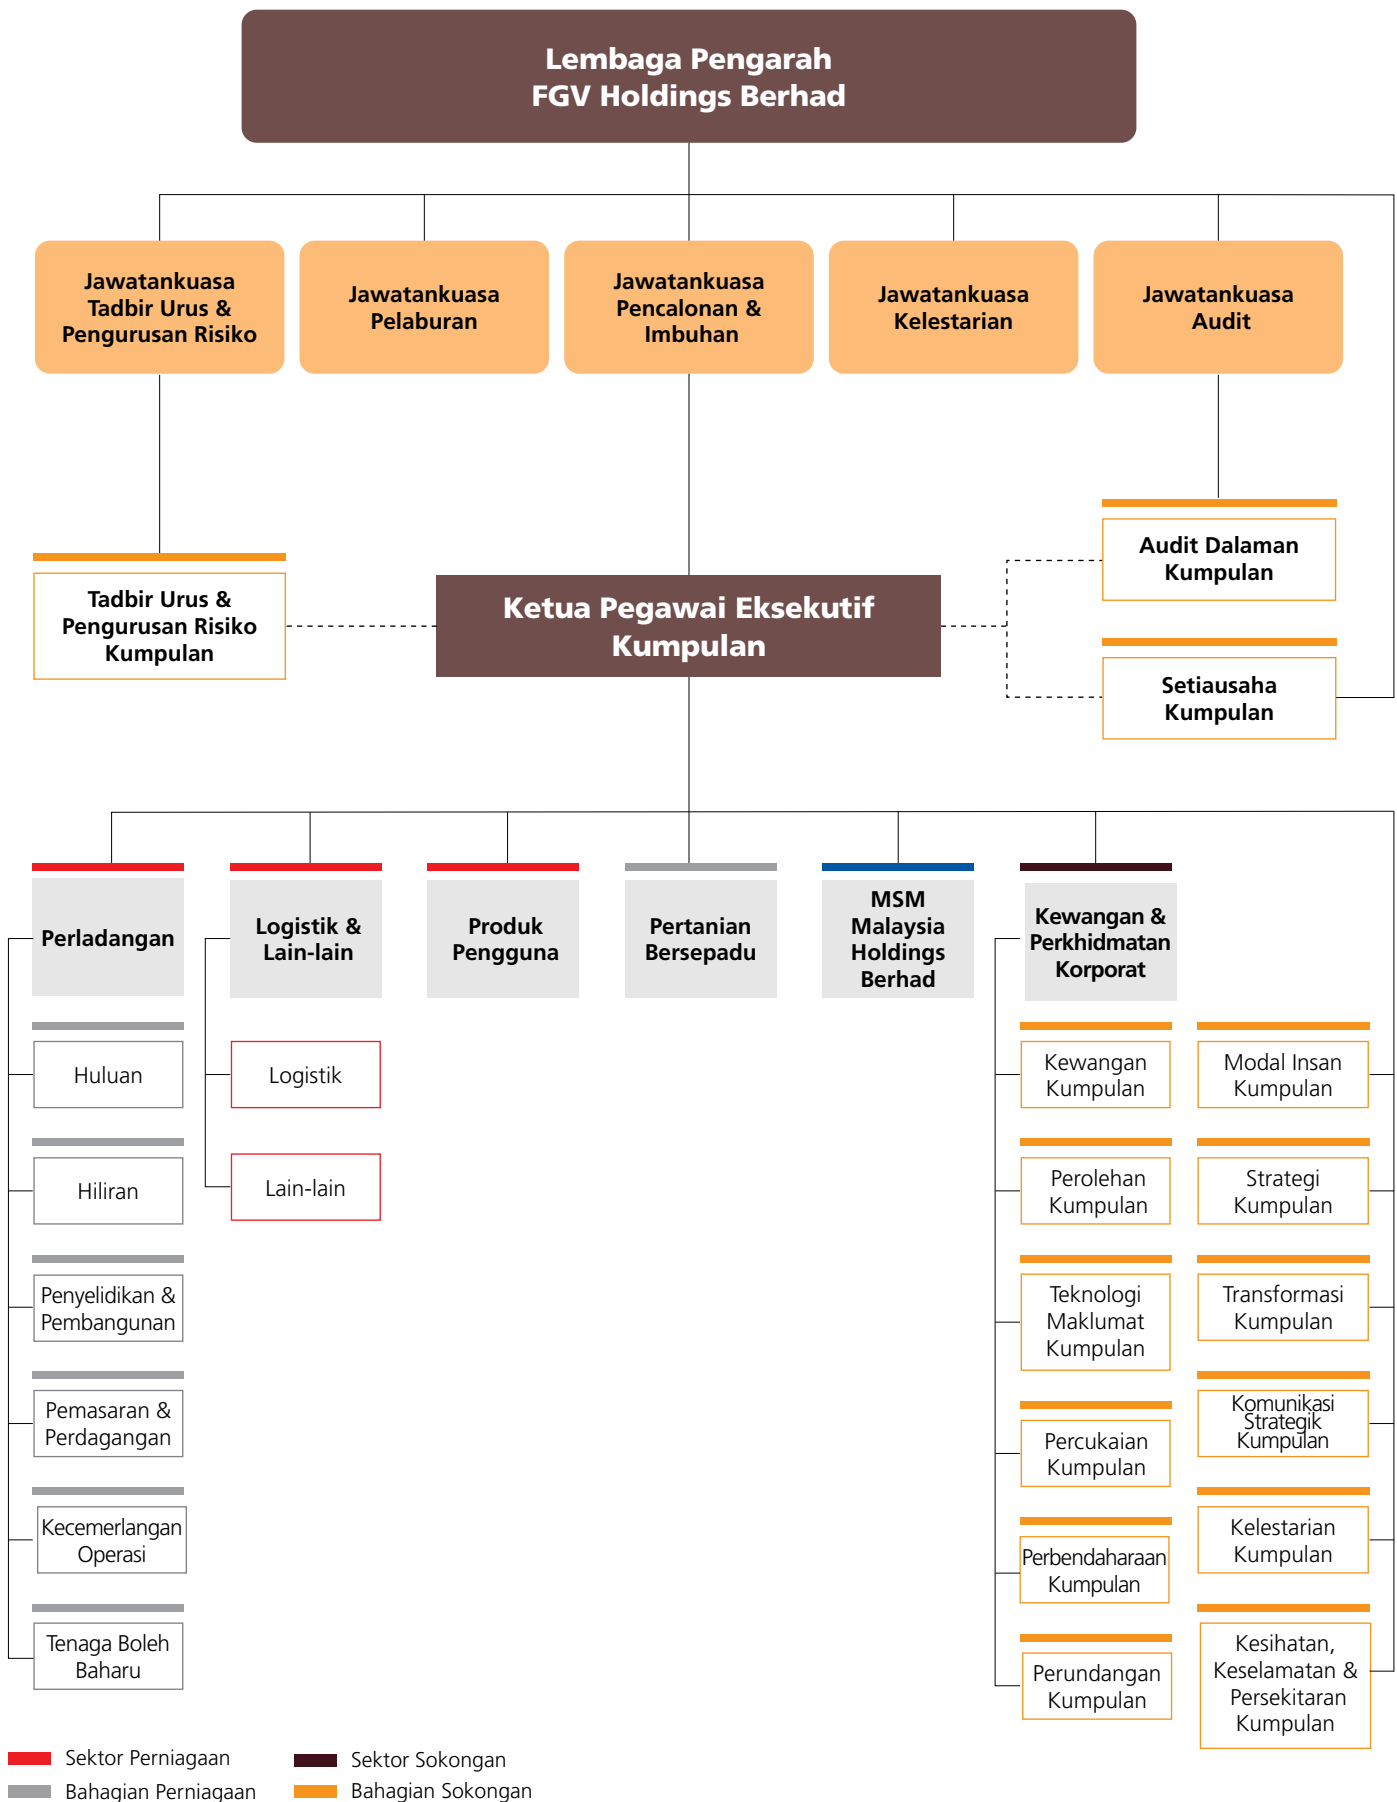 Lembaga Pengarah
FGV Holdings Berhad
Jawatankuasa
Tadbir Urus &
Pengurusan Risiko
Jawatankuasa
Pelaburan
Jawatankuasa
Pencalonan &
Imbuhan
Jawatankuasa
Kelestarian
Jawatankuasa
Audit
Tadbir Urus &
Pengurusan Risiko
Kumpulan
Ketua Pegawai Eksekutif
Kumpulan
Audit Dalaman
Kumpulan
Setiausaha
Kumpulan
Perladangan
Logistik &
Lain-lain
Produk
Pengguna
Pertanian
Bersepadu
MSM
Malaysia
Holdings
Berhad
Kewangan &
Perkhidmatan
Korporat
Huluan
Hiliran
Penyelidikan &
Pembangunan
Pemasaran &
Perdagangan
Kecemerlangan
Operasi
Tenaga Boleh
Baharu
Logistik
Lain-lain
Kewangan
Kumpulan
Perolehan
Kumpulan
Teknologi
Maklumat
Kumpulan
Percukaian
Kumpulan
Perbendaharaan
Kumpulan
Perundangan
Kumpulan
Modal Insan
Kumpulan
Strategi
Kumpulan
Transformasi
Kumpulan
Komunikasi
Strategik
Kumpulan
Kelestarian
Kumpulan
Kesihatan,
Keselamatan &
Persekitaran
Kumpulan
Sektor Perniagaan
Bahagian Perniagaan
Sektor Sokongan
Bahagian Sokongan